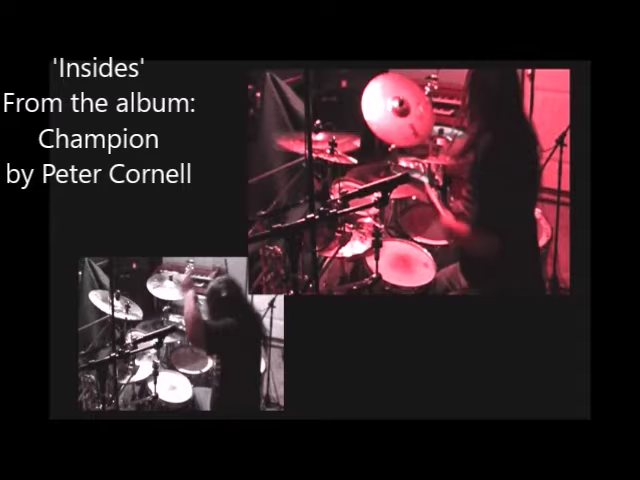 'Insides'
From the album:
Champion
by Peter Cornell